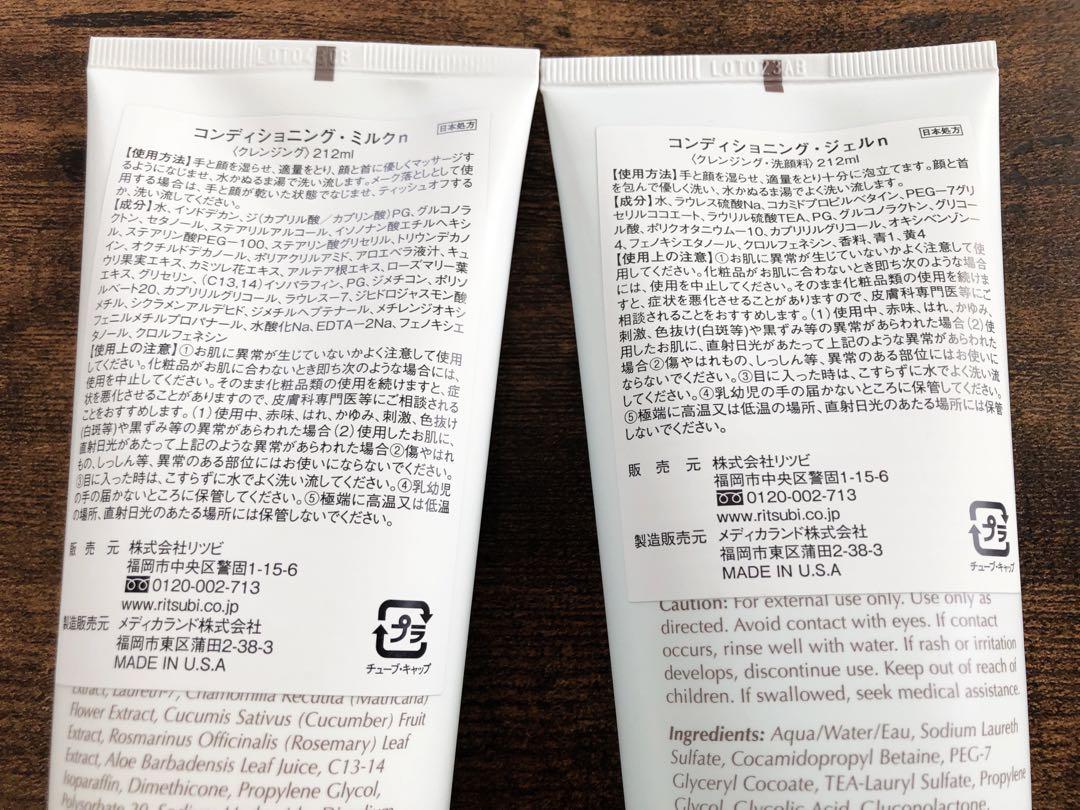 LOT0430B
コンディショニング・ミルクn
日本処方
〈クレンジング〉212ml
【使用方法】手と顔を湿らせ、適量をとり、顔と首に優しくマッサージす
るようになじませ、水かぬるま湯で洗い流します。メーク落としとして使
用する場合は、手と顔が乾いた状態でなじませ、ティッシュオフする
か、洗い流してください。
【成分】水、インドデカン、ジ(カプリル酸/カプリン酸)PG、グルコノラ
クトン、セタノール、ステアリルアルコール、イソノナン酸エチルヘキシ
ル、ステアリン酸PEG-100、ステアリン酸グリセリル、トリウンデカノ
イン、オクチルドデカノール、ポリアクリルアミド、アロエベラ液汁、キュ
ウリ果実エキス、カミツレ花エキス、アルテア根エキス、ローズマリー葉
エキス、グリセリン、(C13,14)イソパラフィン、PG、ジメチコン、ポリソ
ルベート20、カプリリルグリコール、ラウレス-7、ジヒドロジャスモン酸
メチル、シクラメンアルデヒド、ジメチルヘプテナール、メチレンジオキシ
フェニルメチルプロパナール、水酸化Na、EDTA-2Na、フェノキシエ
タノール、クロルフェネシン
【使用上の注意】①お肌に異常が生じていないかよく注意して使用
してください。化粧品がお肌に合わないとき即ち次のような場合には、
使用を中止してください。そのまま化粧品類の使用を続けますと、症
状を悪化させることがありますので、皮膚科専門医等にご相談される
ことをおすすめします。(1)使用中、赤味、はれ、かゆみ、刺激、色抜け
(白斑等)や黒ずみ等の異常があらわれた場合(2)使用したお肌に、
直射日光があたって上記のような異常があらわれた場合②傷やはれ
もの、しっしん等、異常のある部位にはお使いにならないでください。
③目に入った時は、こすらずに水でよく洗い流してください。④乳幼児
の手の届かないところに保管してください。⑤極端に高温又は低温
の場所、直射日光のあたる場所には保管しないでください。
販売元 株式会社リツビ
福岡市中央区警固1-15-6
0120-002-713
www.ritsubi.co.jp
製造販売元 メディカランド株式会社
福岡市東区蒲田2-38-3
MADE IN U.S.A
プラ
チューブ・キャップ
Extract, Laureth-7, Chamomilla Recutita (Matricaria)
Flower Extract, Cucumis Sativus (Cucumber) Fruit
Extract, Rosmarinus Officinalis (Rosemary) Leaf
Extract, Aloe Barbadensis Leaf Juice, C13-14
Isoparaffin, Dimethicone, Propylene Glycol,
LOT023AB
コンディショニング・ジェルn
日本処方
〈クレンジング・洗顔料〉212ml
【使用方法】手と顔を湿らせ、適量をとり十分に泡立てます。顔と首
を包んで優しく洗い、水かぬるま湯でよく洗い流します。
【成分】水、ラウレス硫酸Na、コカミドプロピルベタイン、PEG-7グリ
セリルココエート、ラウリル硫酸TEA、PG、グルコノラクトン、グリコー
ル酸、ポリクオタニウム-10、カプリリルグリコール、オキシベンゾン-
4、フェノキシエタノール、クロルフェネシン、香料、青1、黄4
【使用上の注意】①お肌に異常が生じていないかよく注意して使
用してください。化粧品がお肌に合わないとき即ち次のような場合
には、使用を中止してください。そのまま化粧品類の使用を続けま
すと、症状を悪化させることがありますので、皮膚科専門医等にご
相談されることをおすすめします。(1)使用中、赤味、はれ、かゆみ、
刺激、色抜け(白斑等)や黒ずみ等の異常があらわれた場合(2)使
用したお肌に、直射日光があたって上記のような異常があらわれた
場合②傷やはれもの、しっしん等、異常のある部位にはお使いに
ならないでください。③目に入った時は、こすらずに水でよく洗い流
してください。④乳幼児の手の届かないところに保管してください。
⑤極端に高温又は低温の場所、直射日光のあたる場所には保管
しないでください。
販売元 株式会社リツビ
福岡市中央区警固1-15-6
0120-002-713
www.ritsubi.co.jp
製造販売元 メディカランド株式会社
福岡市東区蒲田2-38-3
MADE IN U.S.A
プラ
チューブ・キャップ
Caution: For external use only. Use only as
directed. Avoid contact with eyes. If contact
occurs, rinse well with water. If rash or irritation
develops, discontinue use. Keep out of reach of
children. If swallowed, seek medical assistance.
Ingredients: Aqua/Water/Eau, Sodium Laureth
Sulfate, Cocamidopropyl Betaine, PEG-7
Glyceryl Cocoate, TEA-Lauryl Sulfate, Propylene
Glycol, Glycolic Acid, Gluconolactone,